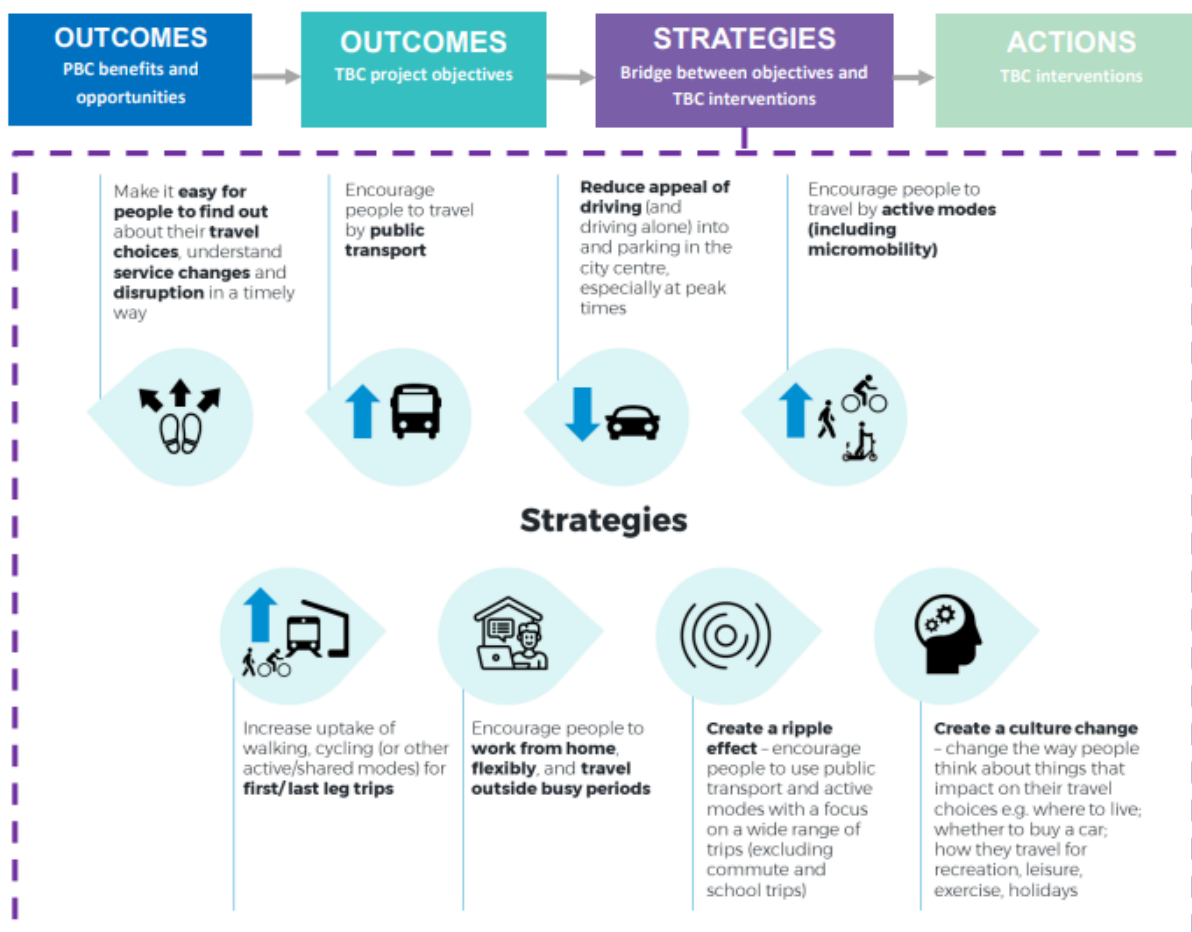 OUTCOMES
PBC benefits and
opportunities
OUTCOMES
TBC project objectives
STRATEGIES
Bridge between objectives and
TBC interventions
ACTIONS
TBC interventions
Make it easy for
people to find out
about their travel
choices, understand
service changes and
disruption in a timely
way
Encourage
people to travel
by public
transport
Reduce appeal of
driving (and
driving alone) into
and parking in the
city centre,
especially at peak
times
Encourage people to
travel by active modes
(including
micromobility)
Strategies
Increase uptake of
walking, cycling (or other
active/shared modes) for
first/last leg trips
Encourage people to
work from home,
flexibly, and travel
outside busy periods
Create a ripple
effect – encourage
people to use public
transport and active
modes with a focus
on a wide range of
trips (excluding
commute and
school trips)
Create a culture change
– change the way people
think about things that
impact on their travel
choices e.g. where to live;
whether to buy a car;
how they travel for
recreation, leisure,
exercise, holidays